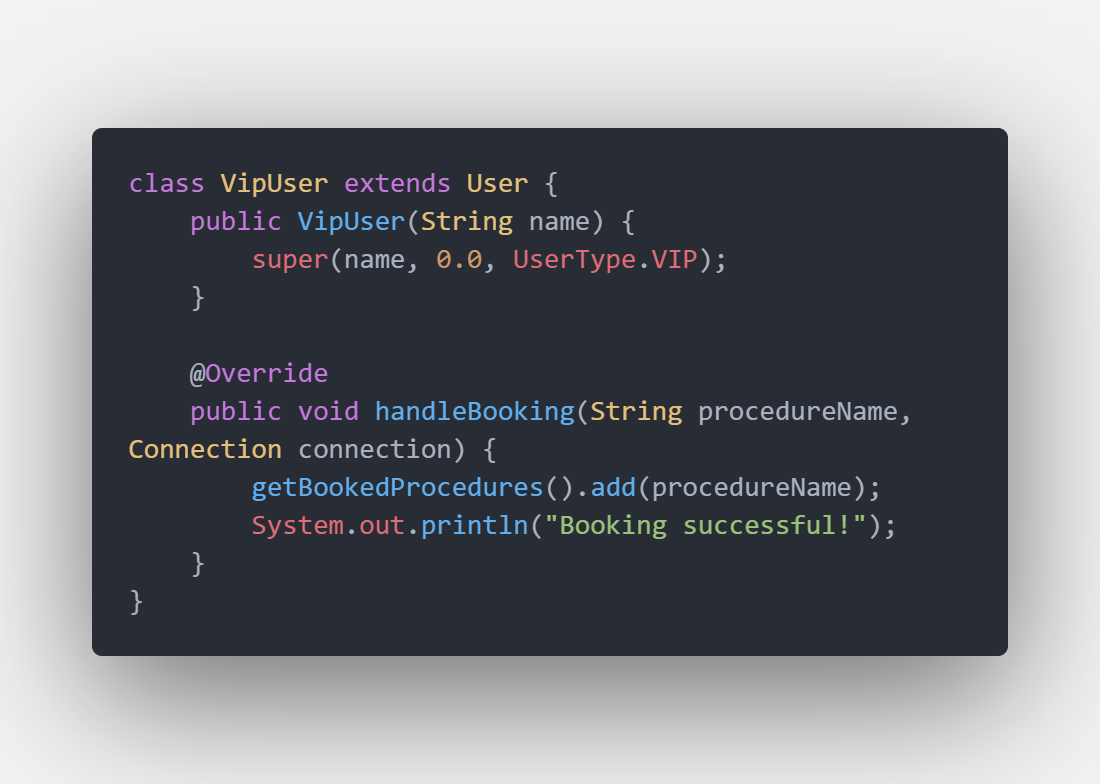 class VipUser extends User {
    public VipUser(String name) {
        super(name, 0.0, UserType.VIP);
    }

    @Override
    public void handleBooking(String procedureName,
Connection connection) {
        getBookedProcedures().add(procedureName);
        System.out.println("Booking successful!");
    }
}